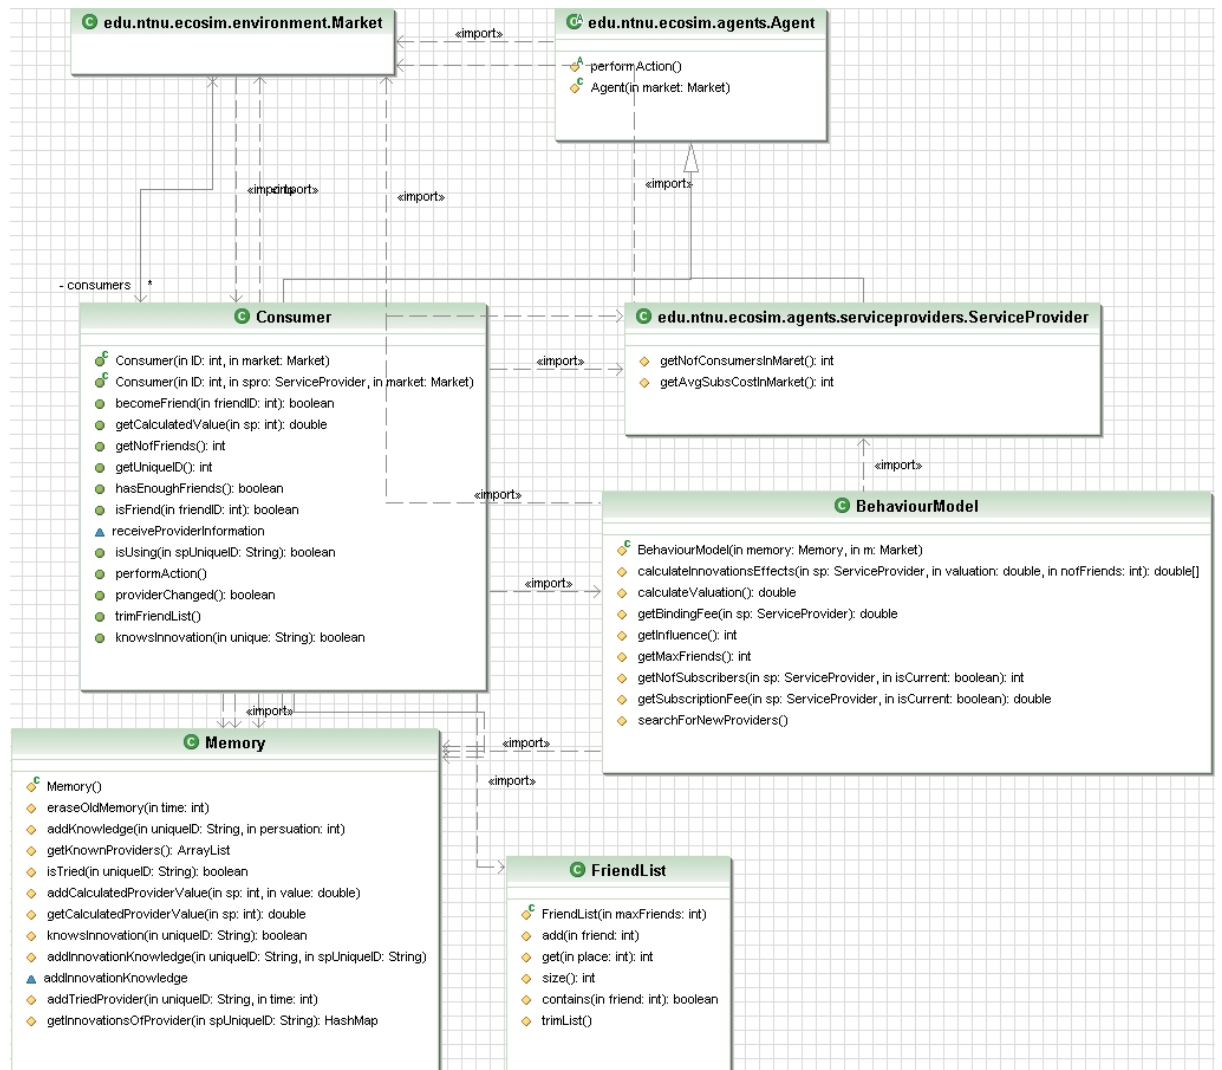 edu.ntnu.ecosim.environment.Market
edu.ntnu.ecosim.agents.Agent
performAction()
Agent(in market: Market)
«import»
«import»
«import»
«import»
«import»
- consumers *
Consumer
Consumer(in ID: int, in market: Market)
Consumer(in ID: int, in spro: ServiceProvider, in market: Market)
becomeFriend(in friendID: int): boolean
getCalculatedValue(in sp: int): double
getNofFriends(): int
getUniqueID(): int
hasEnoughFriends(): boolean
isFriend(in friendID: int): boolean
receiveProviderInformation
isUsing(in spUniqueID: String): boolean
performAction()
providerChanged(): boolean
trimFriendList()
knowsInnovation(in unique: String): boolean
edu.ntnu.ecosim.agents.serviceproviders.ServiceProvider
getNofConsumersInMaret(): int
getAvgSubsCostInMarket(): int
«import»
«import»
«import»
«import»
BehaviourModel
BehaviourModel(in memory: Memory, in m: Market)
calculateInnovationsEffects(in sp: ServiceProvider, in valuation: double, in nofFriends: int): double[]
calculateValuation(): double
getBindingFee(in sp: ServiceProvider): double
getInfluence(): int
getMaxFriends(): int
getNofSubscribers(in sp: ServiceProvider, in isCurrent: boolean): int
getSubscriptionFee(in sp: ServiceProvider, in isCurrent: boolean): double
searchForNewProviders()
«import»
«import»
«import»
Memory
Memory()
eraseOldMemory(in time: int)
addKnowledge(in uniqueID: String, in persuation: int)
getKnownProviders(): ArrayList
isTried(in uniqueID: String): boolean
addCalculatedProviderValue(in sp: int, in value: double)
getCalculatedProviderValue(in sp: int): double
knowsInnovation(in uniqueID: String): boolean
addInnovationKnowledge(in uniqueID: String, in spUniqueID: String)
addInnovationKnowledge
addTriedProvider(in uniqueID: String, in time: int)
getInnovationsOfProvider(in spUniqueID: String): HashMap
FriendList
FriendList(in maxFriends: int)
add(in friend: int)
get(in place: int): int
size(): int
contains(in friend: int): boolean
trimList()